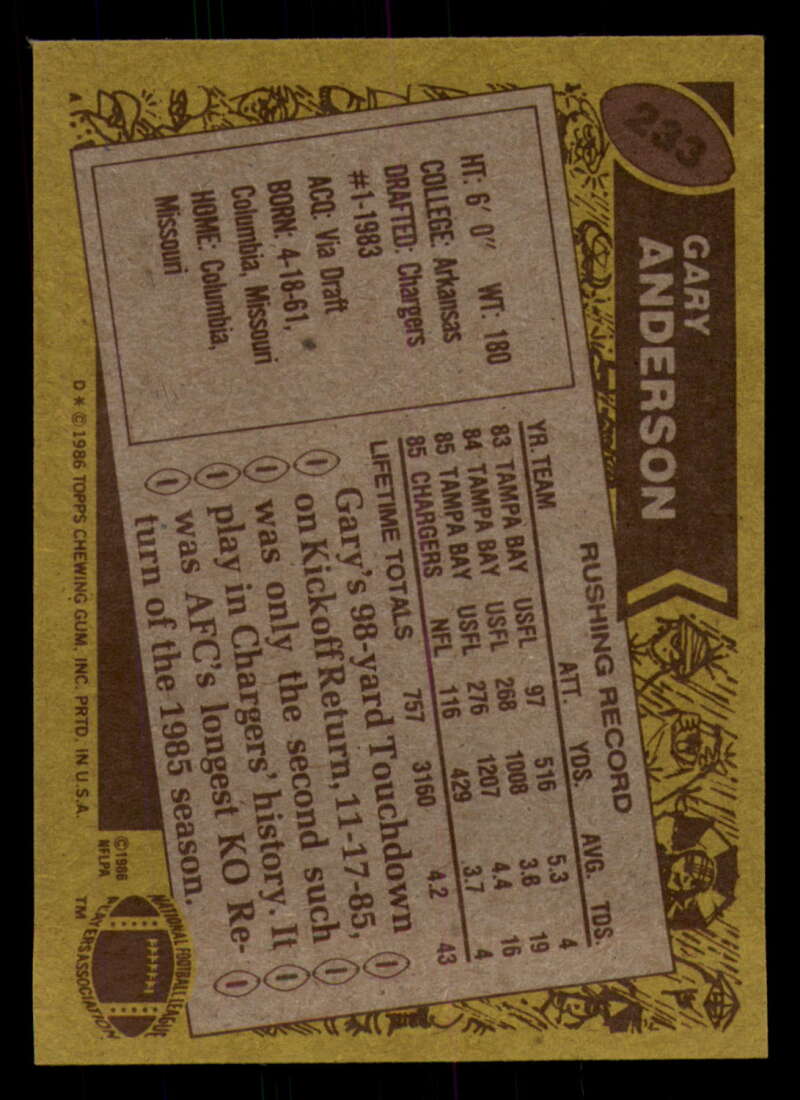 233
GARY
ANDERSON
HT: 6' 0" WT: 180
COLLEGE: Arkansas
DRAFTED: Chargers
#1-1983
ACQ: Via Draft
BORN: 4-18-61,
Columbia, Missouri
HOME: Columbia,
Missouri
RUSHING RECORD
YR. TEAM ATT. YDS. AVG. TDS.
83 TAMPA BAY USFL 97 516 5.3 4
84 TAMPA BAY USFL 268 1008 3.8 19
85 TAMPA BAY USFL 276 1207 4.4 16
85 CHARGERS NFL 116 429 3.7 4
LIFETIME TOTALS 757 3160 4.2 43
Gary's 98-yard Touchdown
on Kickoff Return, 11-17-85,
was only the second such
play in Chargers' history. It
was AFC's longest KO Re-
turn of the 1985 season.
4
D * © 1986 TOPPS CHEWING GUM, INC. PRTD. IN U.S.A.
© 1986
NFLPA
NATIONAL FOOTBALL LEAGUE
PLAYERS ASSOCIATION
TM